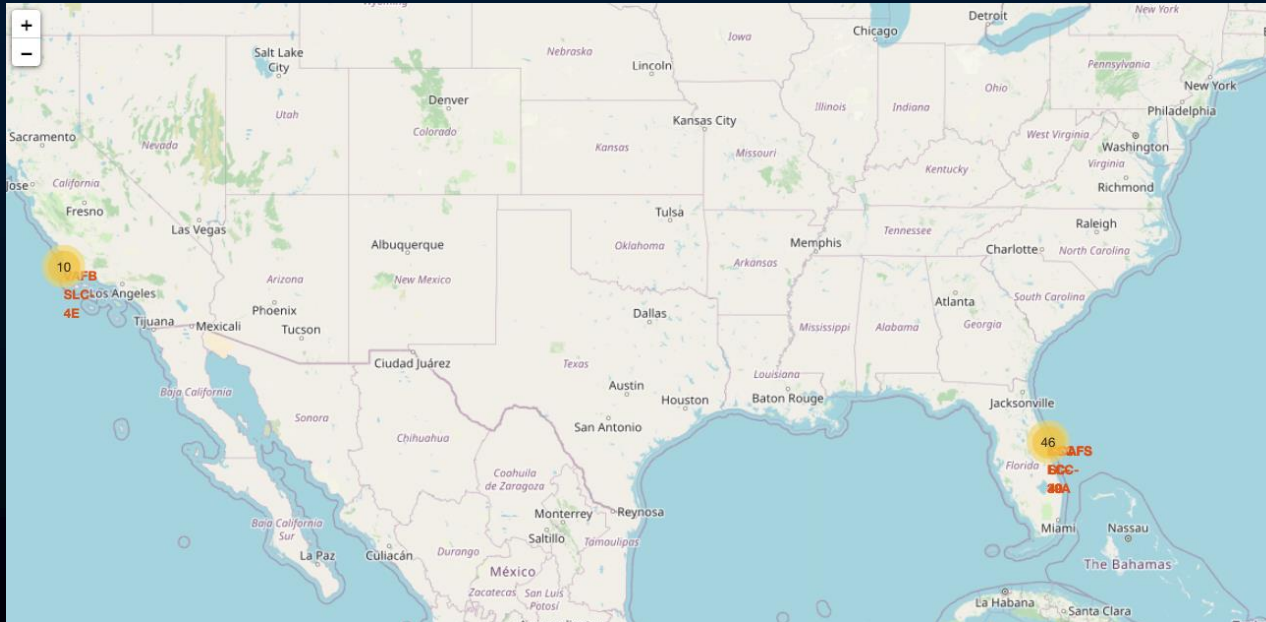 +
−
Wyoming
Detroit
New York
Chicago
Iowa
Salt Lake
City
Nebraska
Lincoln
Pennsylvania
New York
Denver
Utah
Illinois
Indiana
Ohio
Philadelphia
Sacramento
Nevada
Colorado
Kansas City
West Virginia
Washington
Kansas
Missouri
Virginia
Jose
California
Kentucky
Richmond
Fresno
Tulsa
Las Vegas
Raleigh
Albuquerque
Oklahoma
Memphis
Tennessee
Charlotte
North Carolina
10
Arizona
New Mexico
Arkansas
SLC-
Los Angeles
4E
Phoenix
Dallas
Atlanta
South Carolina
Tijuana
Mexicali
Tucson
Mississippi
Alabama
Georgia
Ciudad Juárez
Texas
Louisiana
Baja California
Austin
Houston
Baton Rouge
Jacksonville
Sonora
San Antonio
Chihuahua
46
Florida
Coahuila
de Zaragoza
Monterrey
Reynosa
Baja California
Sur
Saltillo
Tamaulipas
Miami
Nassau
La Paz
Culiacán
Durango
The Bahamas
México
Zacatecas
San Luis
Potosí
La Habana
Santa Clara